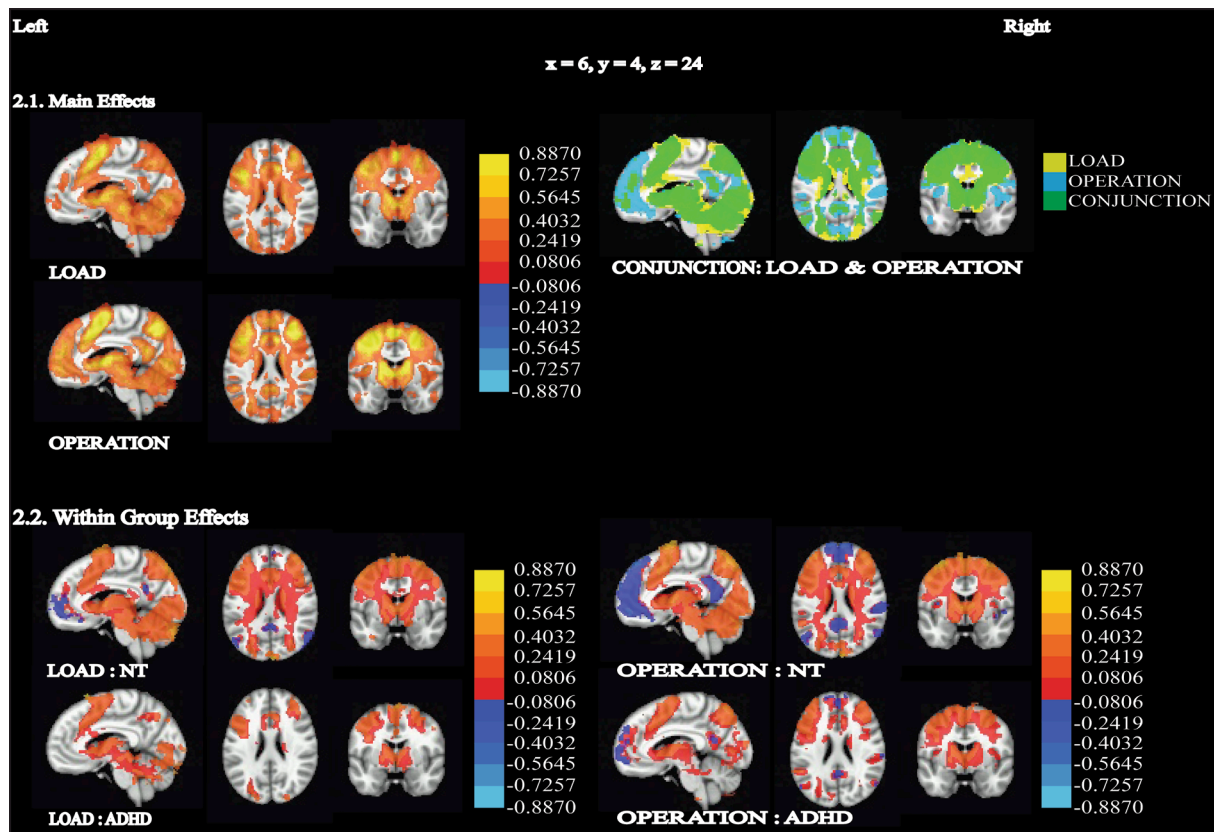 Left
Right
x = 6, y = 4, z = 24
2.1. Main Effects
0.8870
0.7257
0.5645
0.4032
0.2419
0.0806
-0.0806
-0.2419
-0.4032
-0.5645
-0.7257
-0.8870
LOAD
OPERATION
CONJUNCTION
LOAD
CONJUNCTION: LOAD & OPERATION
OPERATION
2.2. Within Group Effects
0.8870
0.7257
0.5645
0.4032
0.2419
0.0806
-0.0806
-0.2419
-0.4032
-0.5645
-0.7257
-0.8870
0.8870
0.7257
0.5645
0.4032
0.2419
0.0806
-0.0806
-0.2419
-0.4032
-0.5645
-0.7257
-0.8870
LOAD : NT
OPERATION : NT
LOAD : ADHD
OPERATION : ADHD